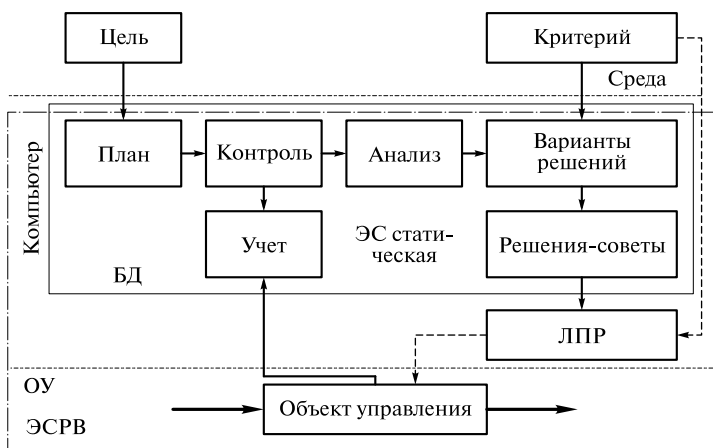 Цель
Критерий
Среда
Компьютер
План
Контроль
Анализ
Варианты
решений
Учет
ЭС стати-
ческая
Решения-советы
БД
ЛПР
ОУ
Объект управления
ЭСРВ